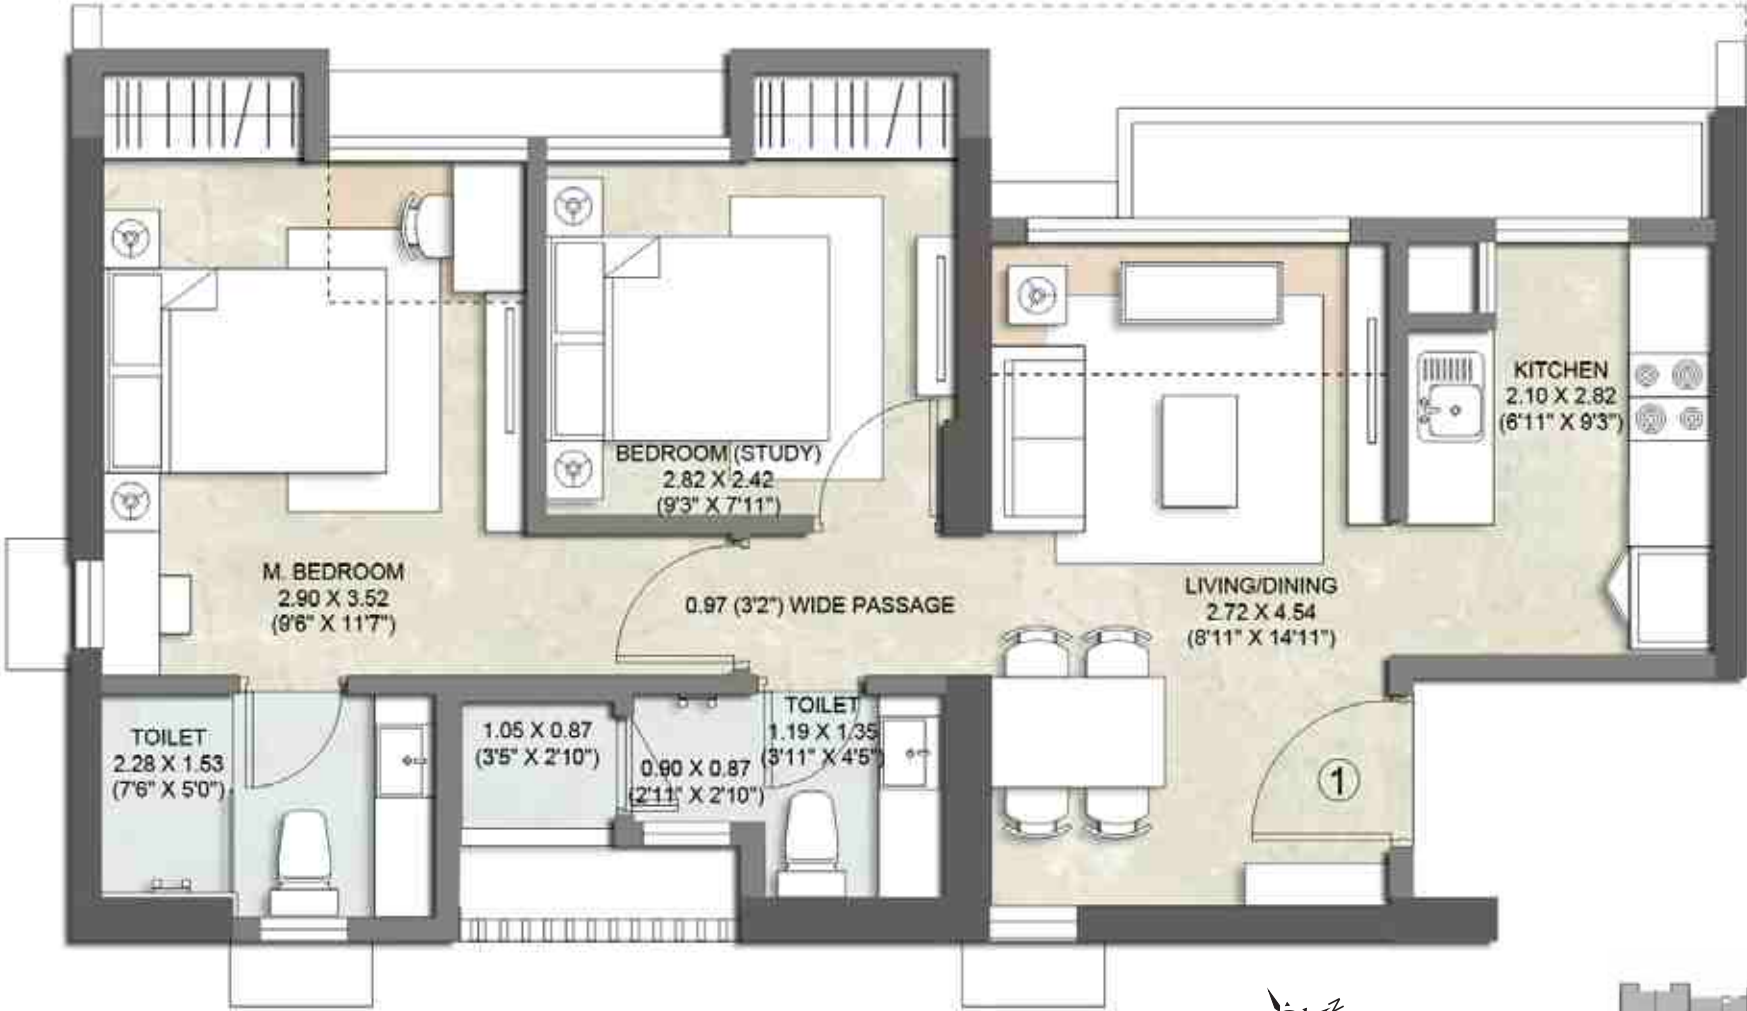 BEDROOM (STUDY)
2.82 X 2.42
(9'3" X 7'11")
KITCHEN
2.10 X 2.82
(6'11" X 9'3")
M. BEDROOM
2.90 X 3.52
(9'6" X 11'7")
0.97 (3'2") WIDE PASSAGE
LIVING/DINING
2.72 X 4.54
(8'11" X 14'11")
TOILET
2.28 X 1.53
(7'6" X 5'0")
1.05 X 0.87
(3'5" X 2'10")
0.90 X 0.87
(2'11" X 2'10")
TOILET
1.19 X 1.35
(3'11" X 4'5")
1
N